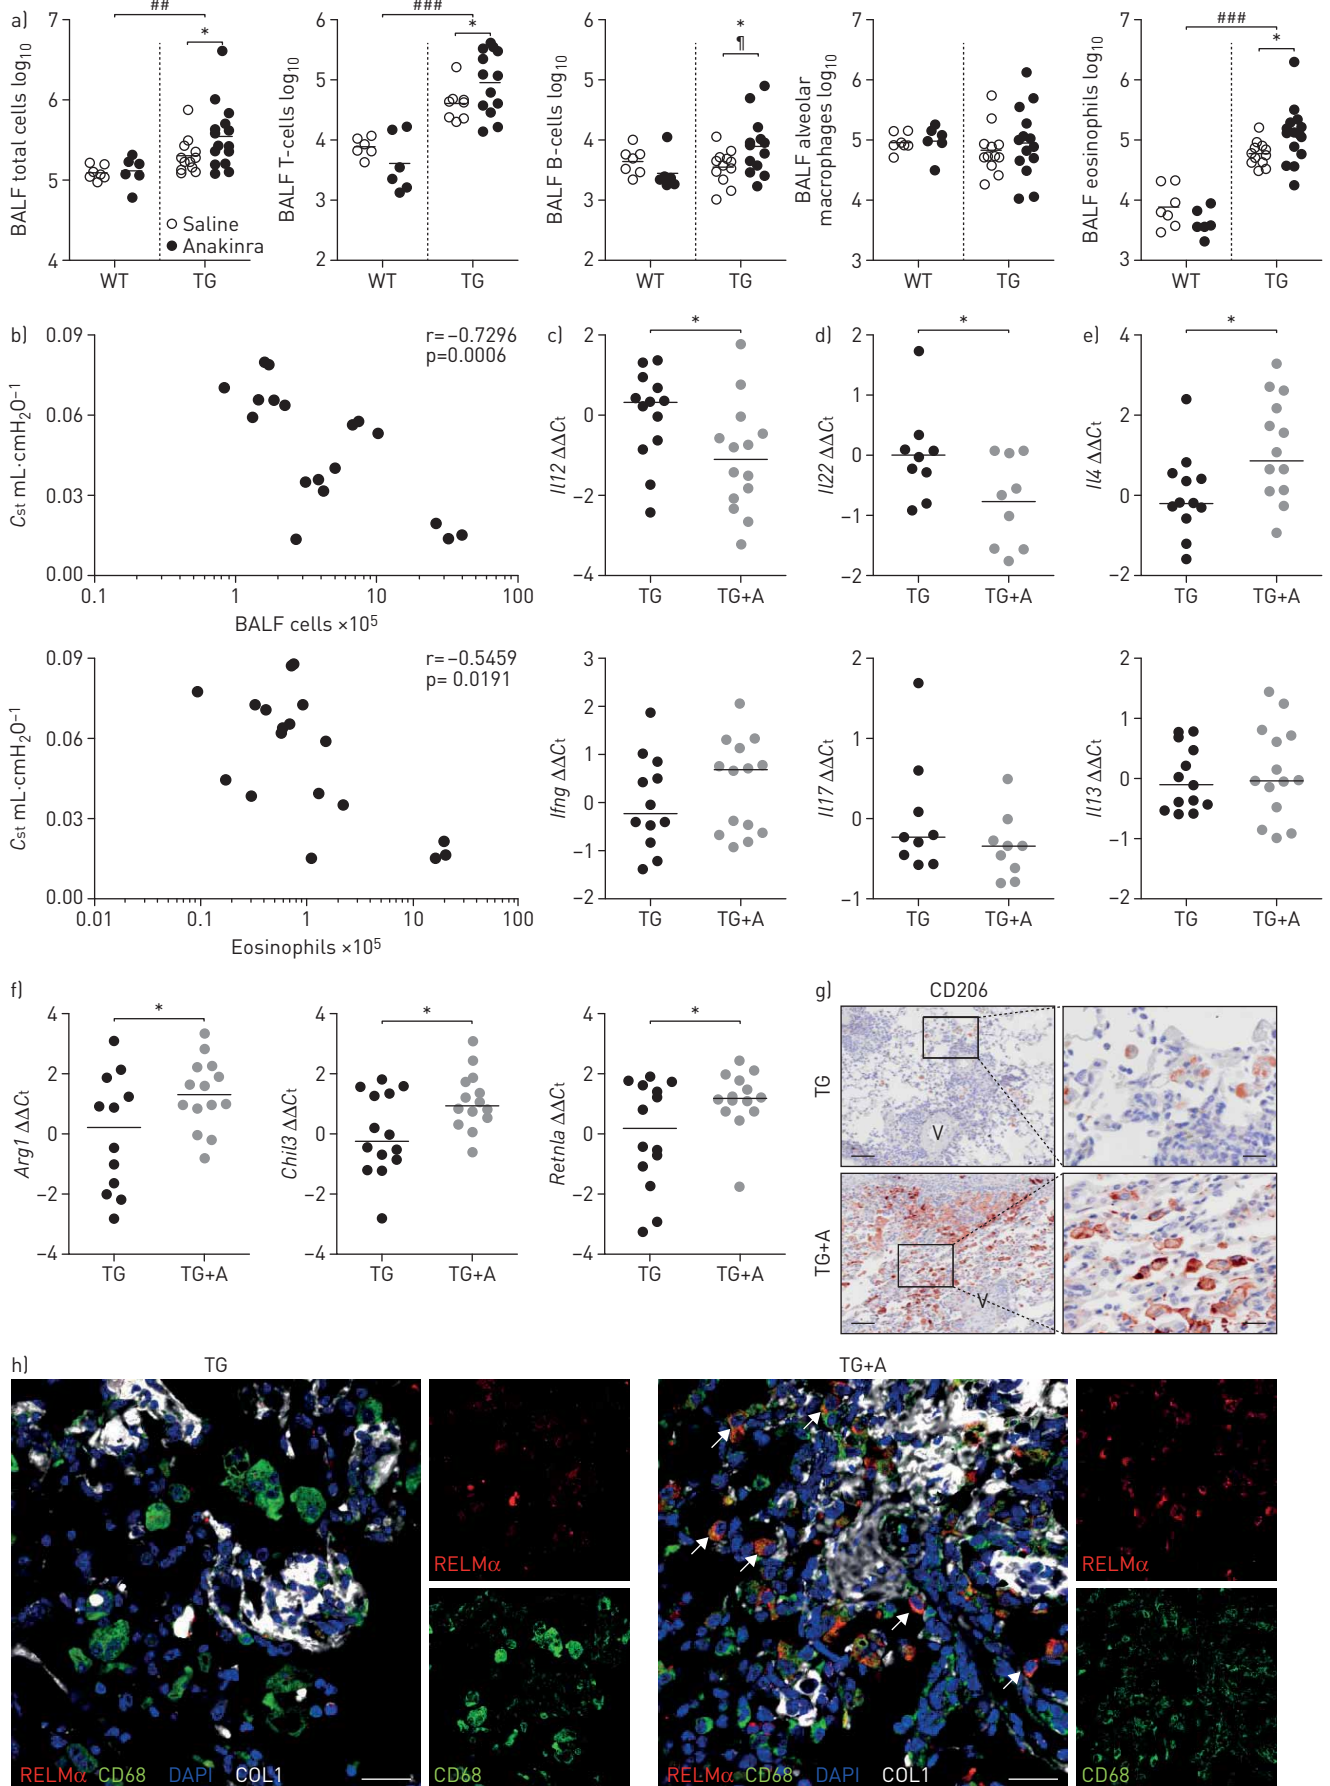 a)
BALF total cells log10
7
6
5
4
##
*
Saline
Anakinra
WT
TG
BALF T-cells log10
6
5
4
3
2
###
*
WT
TG
BALF B-cells log10
6
5
4
3
2
*
¶
WT
TG
BALF alveolar
macrophages log10
7
6
5
4
3
WT
TG
BALF eosinophils log10
7
6
5
4
3
###
*
WT
TG
b)
Cst mL·cmH2O−1
0.09
0.06
0.03
0.00
r=−0.7296
p=0.0006
0.1
1
10
100
BALF cells ×10⁵
Cst mL·cmH2O−1
0.09
0.06
0.03
0.00
r=−0.5459
p= 0.0191
0.01
0.1
1
10
100
Eosinophils ×10⁵
c)
Il12 ΔΔCt
2
0
−2
−4
*
TG
TG+A
Ifng ΔΔCt
3
2
1
0
−1
−2
TG
TG+A
d)
Il22 ΔΔCt
2
1
0
−1
−2
*
TG
TG+A
Il17 ΔΔCt
2
1
0
−1
TG
TG+A
e)
Il4 ΔΔCt
4
2
0
−2
*
TG
TG+A
Il13 ΔΔCt
2
1
0
−1
−2
TG
TG+A
f)
Arg1 ΔΔCt
4
2
0
−2
−4
*
TG
TG+A
Chil3 ΔΔCt
4
2
0
−2
−4
*
TG
TG+A
Retnla ΔΔCt
4
2
0
−2
−4
*
TG
TG+A
g)
CD206
TG
V
TG+A
V
h)
TG
RELMα CD68 DAPI COL1
RELMα
CD68
TG+A
RELMα CD68 DAPI COL1
RELMα
CD68